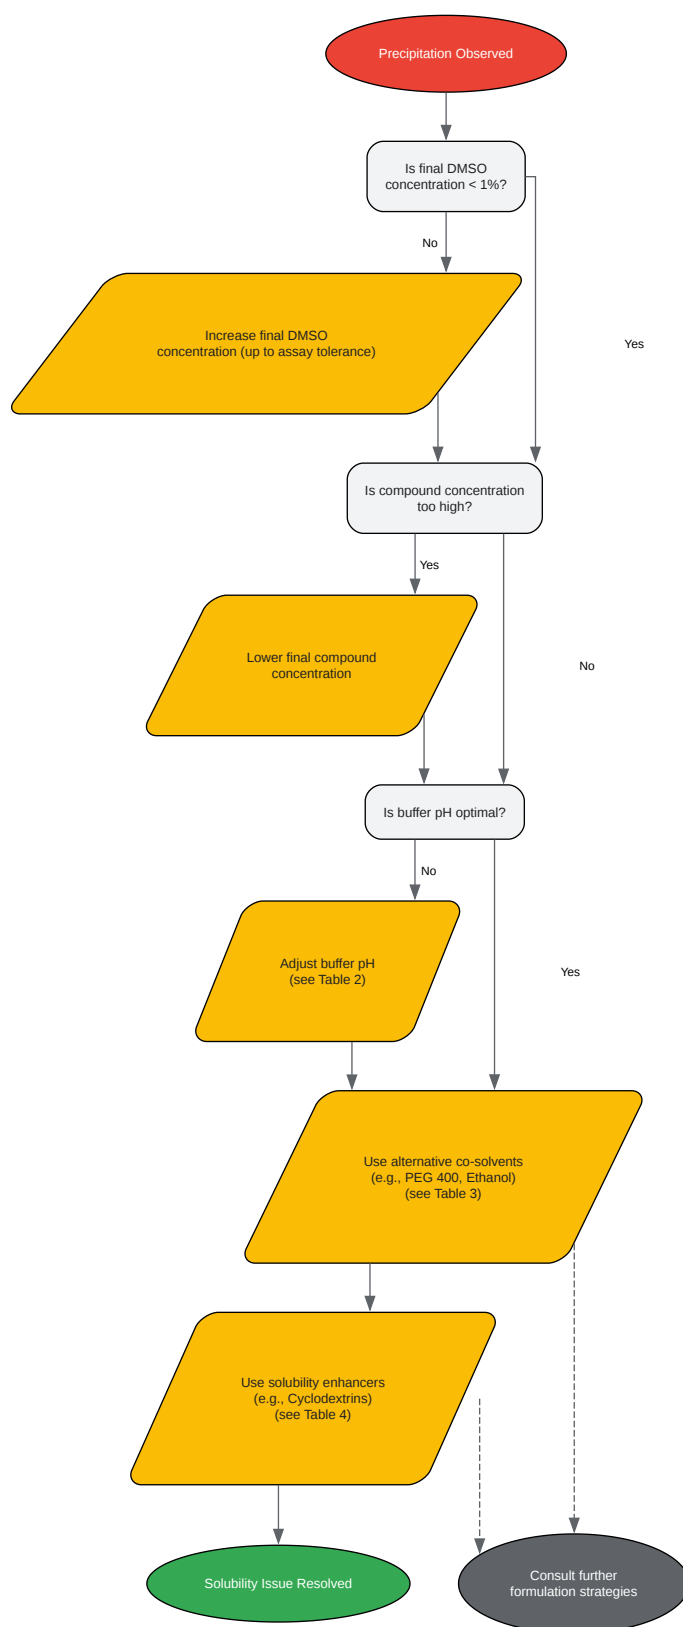 Precipitation Observed
Is final DMSO
concentration < 1%?
No
Increase final DMSO
concentration (up to assay tolerance)
Yes
Is compound concentration
too high?
Yes
Lower final compound
concentration
No
Is buffer pH optimal?
No
Adjust buffer pH
(see Table 2)
Yes
Use alternative co-solvents
(e.g., PEG 400, Ethanol)
(see Table 3)
Use solubility enhancers
(e.g., Cyclodextrins)
(see Table 4)
Solubility Issue Resolved
Consult further
formulation strategies